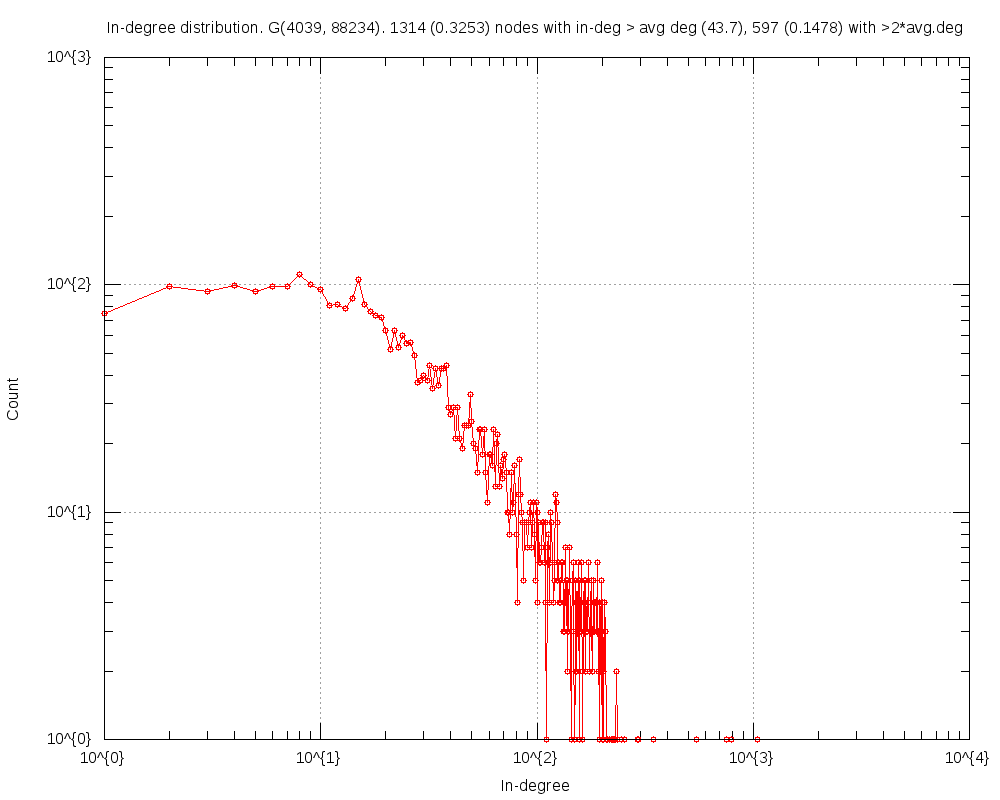 In-degree distribution. G(4039, 88234). 1314 (0.3253) nodes with in-deg > avg deg (43.7), 597 (0.1478) with >2*avg.deg
10^{3}
10^{2}
Count
10^{1}
10^{0}
10^{0} 10^{1} 10^{2} 10^{3} 10^{4}
In-degree